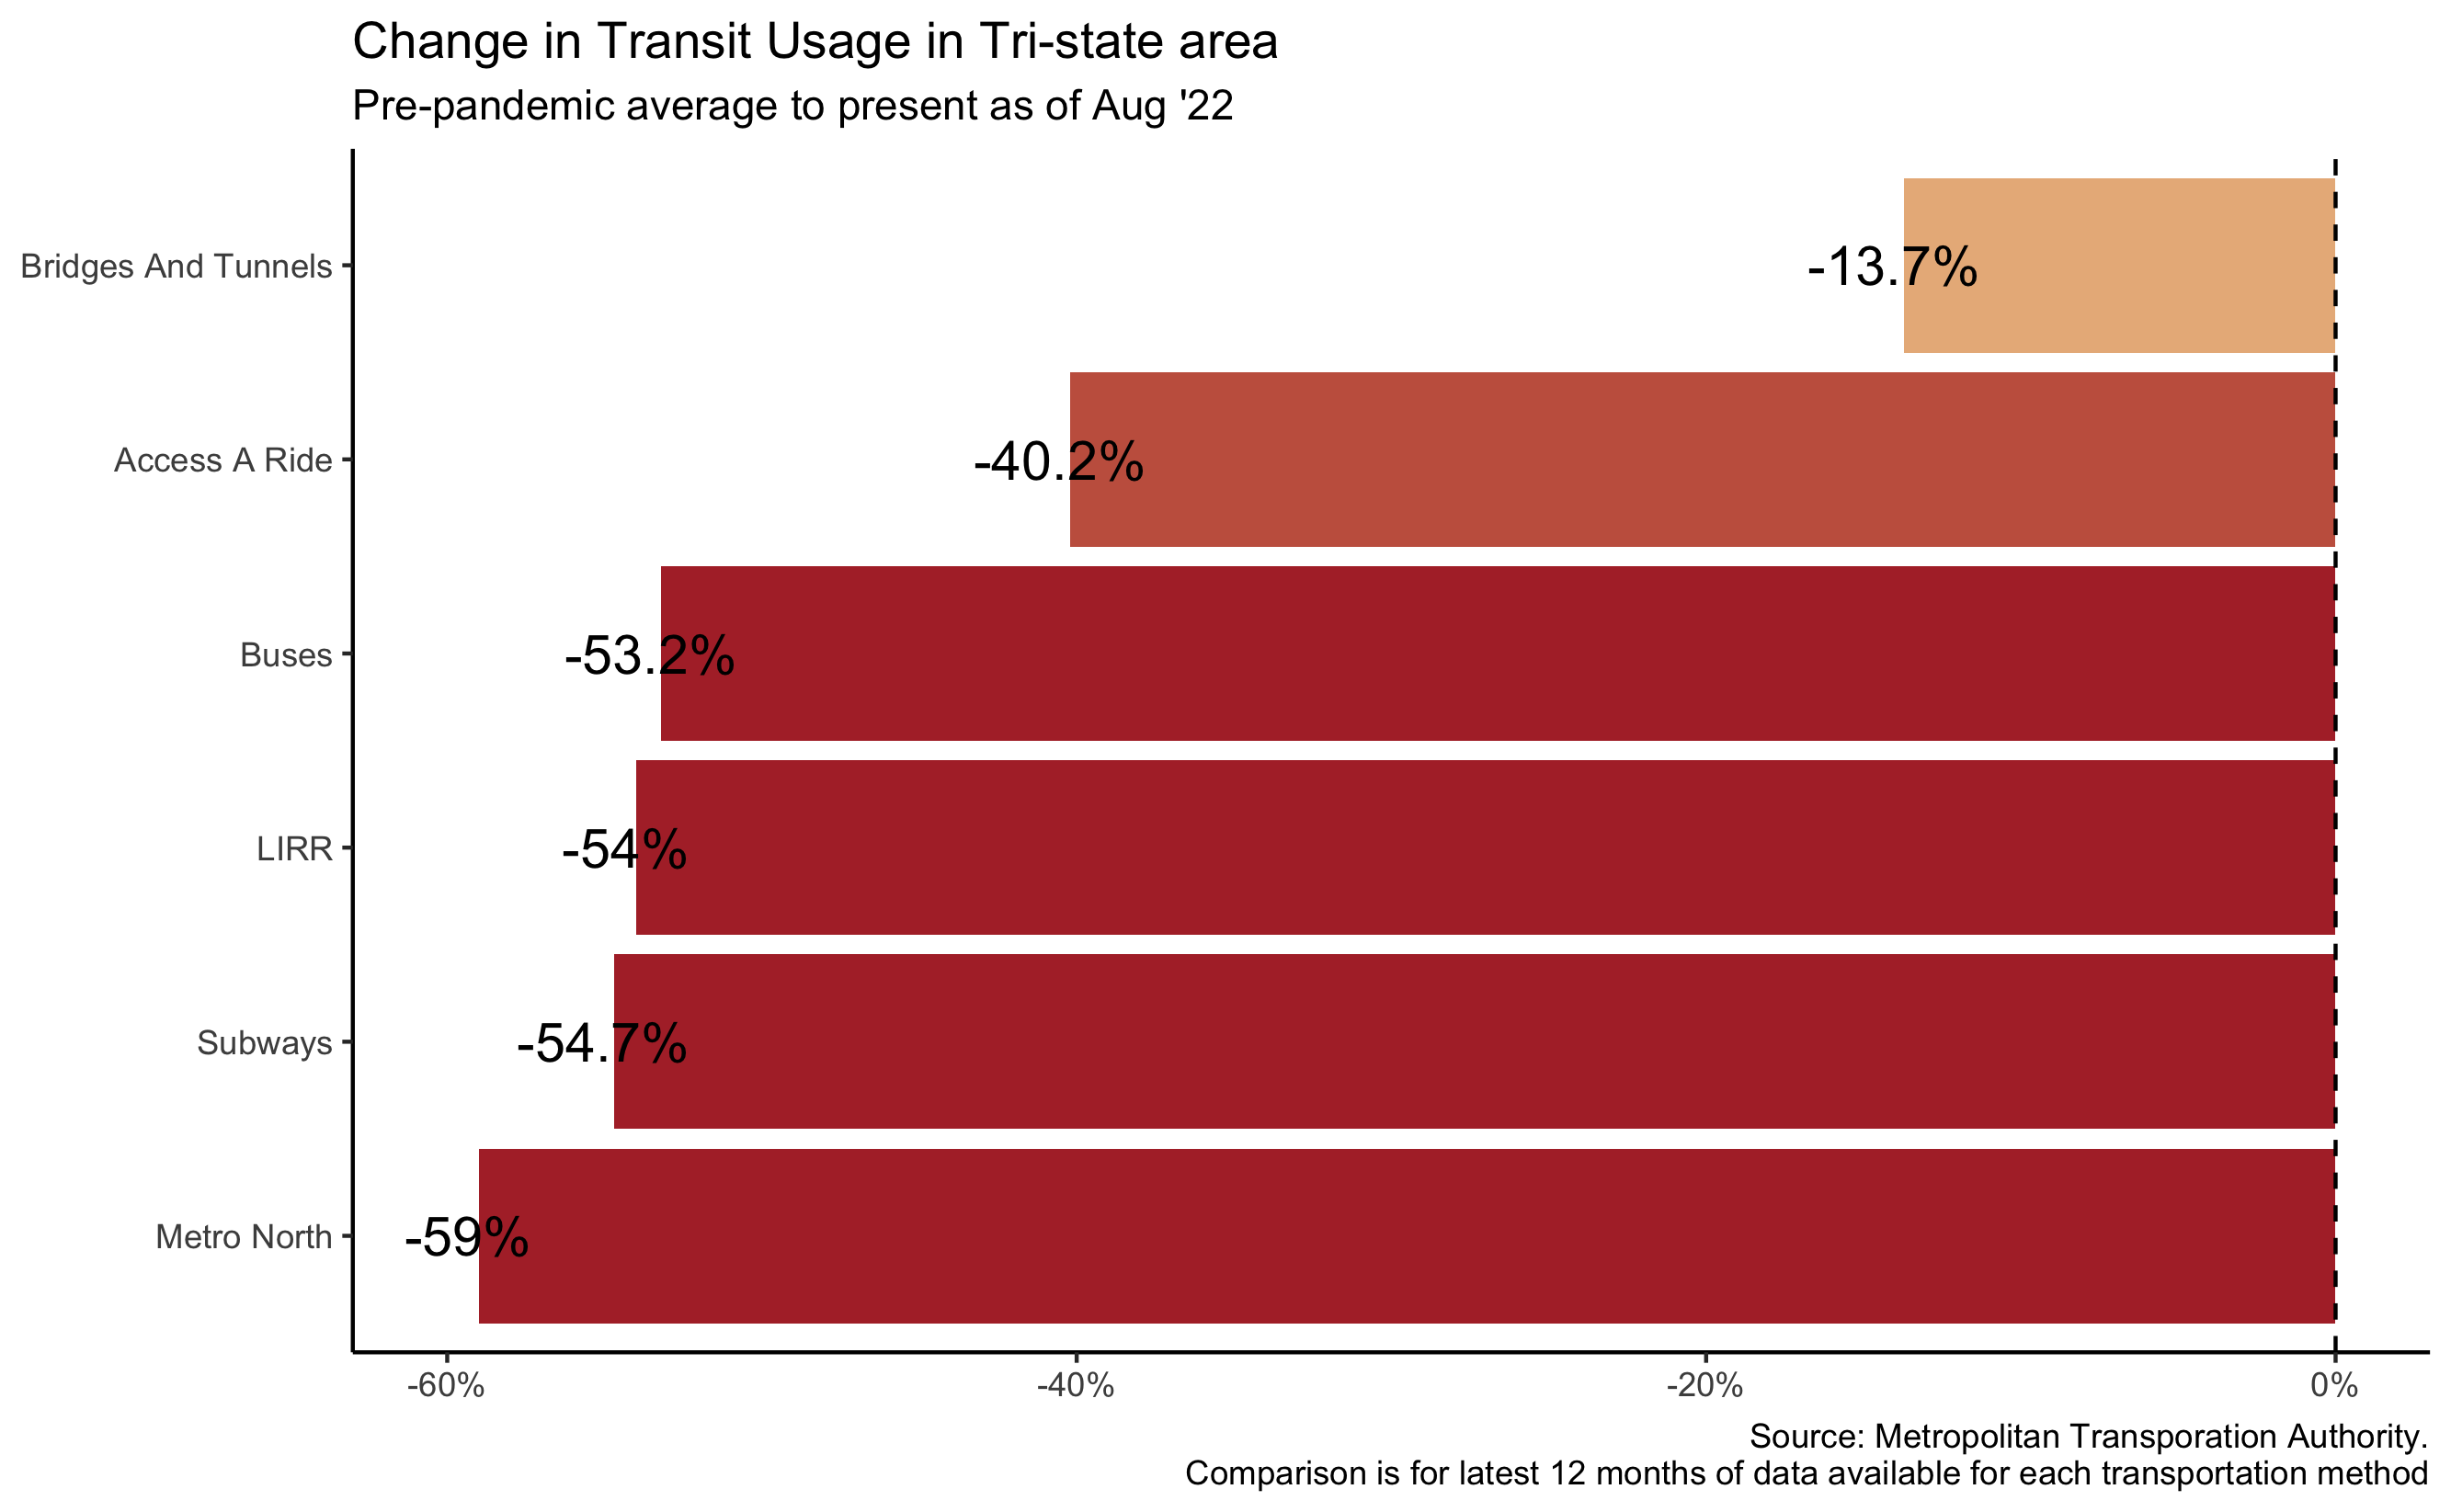 Change in Transit Usage in Tri-state area
Pre-pandemic average to present as of Aug '22
Bridges And Tunnels
-13.7%
Access A Ride
-40.2%
Buses
-53.2%
LIRR
-54%
Subways
-54.7%
Metro North
-59%
-60%
-40%
-20%
0%
Source: Metropolitan Transporation Authority.
Comparison is for latest 12 months of data available for each transportation method